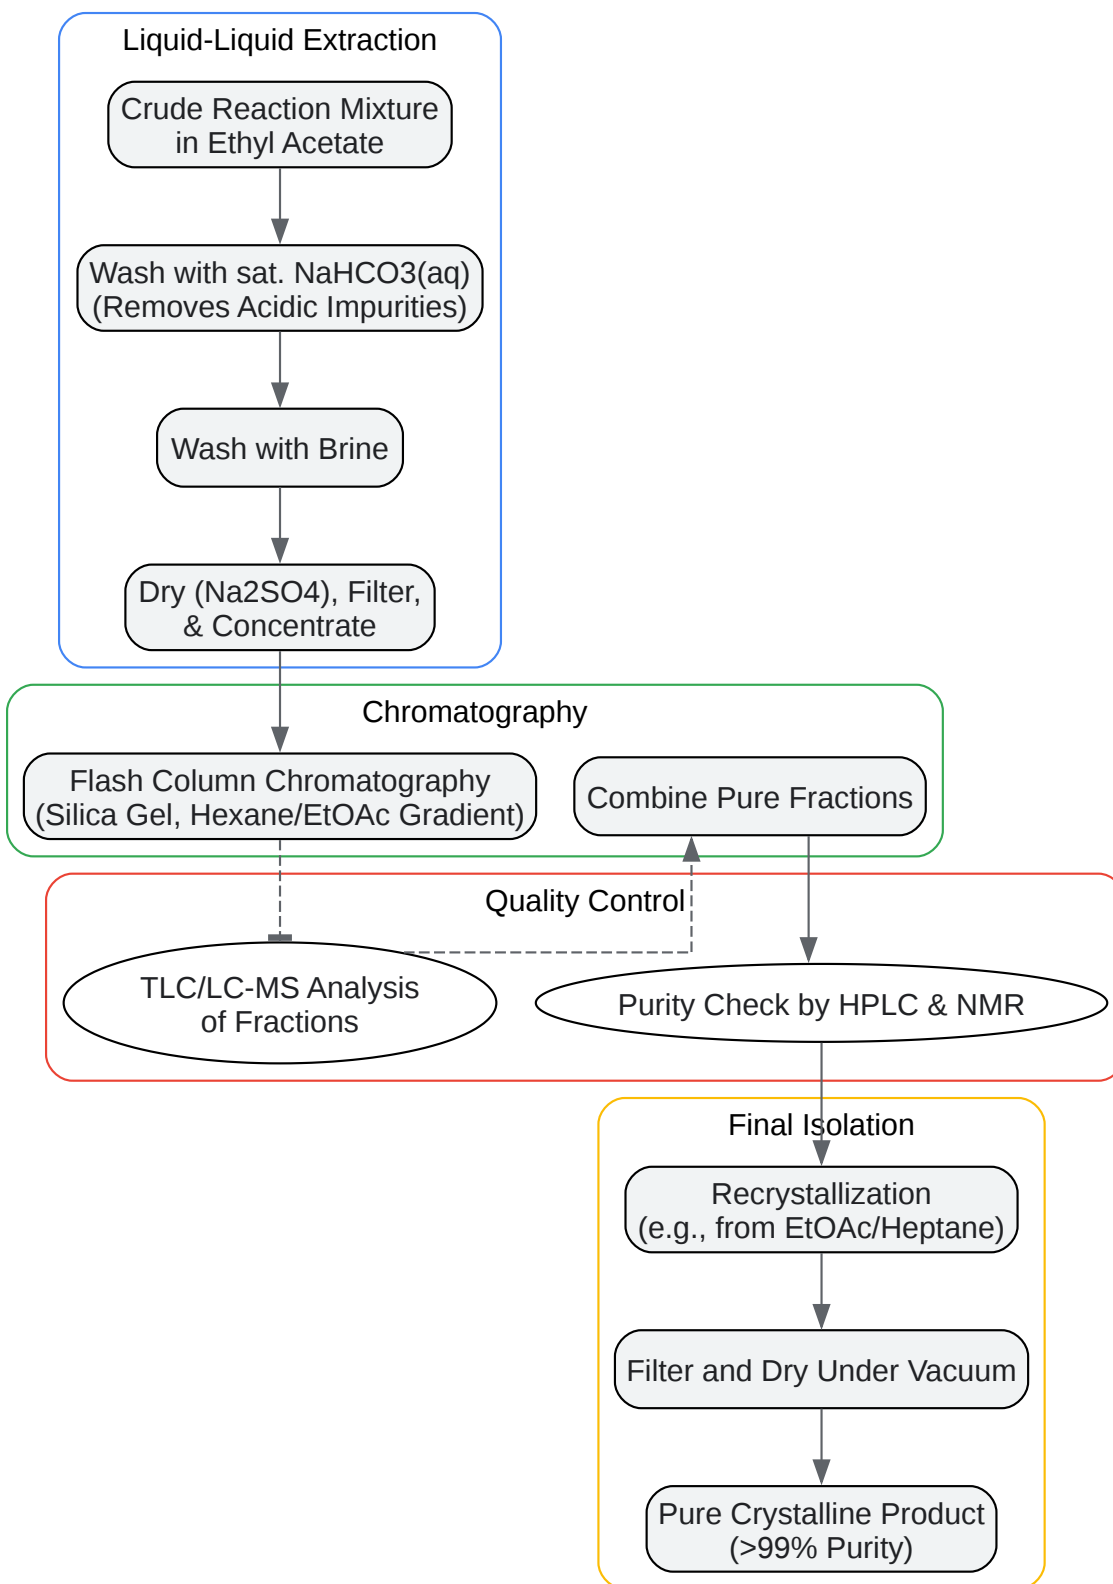 Liquid-Liquid Extraction
Crude Reaction Mixture
in Ethyl Acetate
Wash with sat. NaHCO3(aq)
(Removes Acidic Impurities)
Wash with Brine
Dry (Na2SO4), Filter,
& Concentrate
Chromatography
Flash Column Chromatography
(Silica Gel, Hexane/EtOAc Gradient)
Combine Pure Fractions
Quality Control
TLC/LC-MS Analysis
of Fractions
Purity Check by HPLC & NMR
Final Isolation
Recrystallization
(e.g., from EtOAc/Heptane)
Filter and Dry Under Vacuum
Pure Crystalline Product
(>99% Purity)